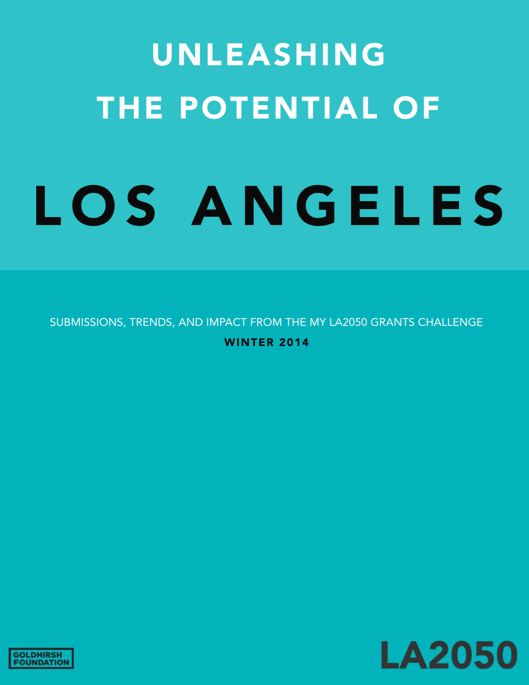 UNLEASHING
THE POTENTIAL OF
LOS ANGELES
SUBMISSIONS, TRENDS, AND IMPACT FROM THE MY LA2050 GRANTS CHALLENGE
WINTER 2014
GOLDHIRSH
FOUNDATION
LA2050